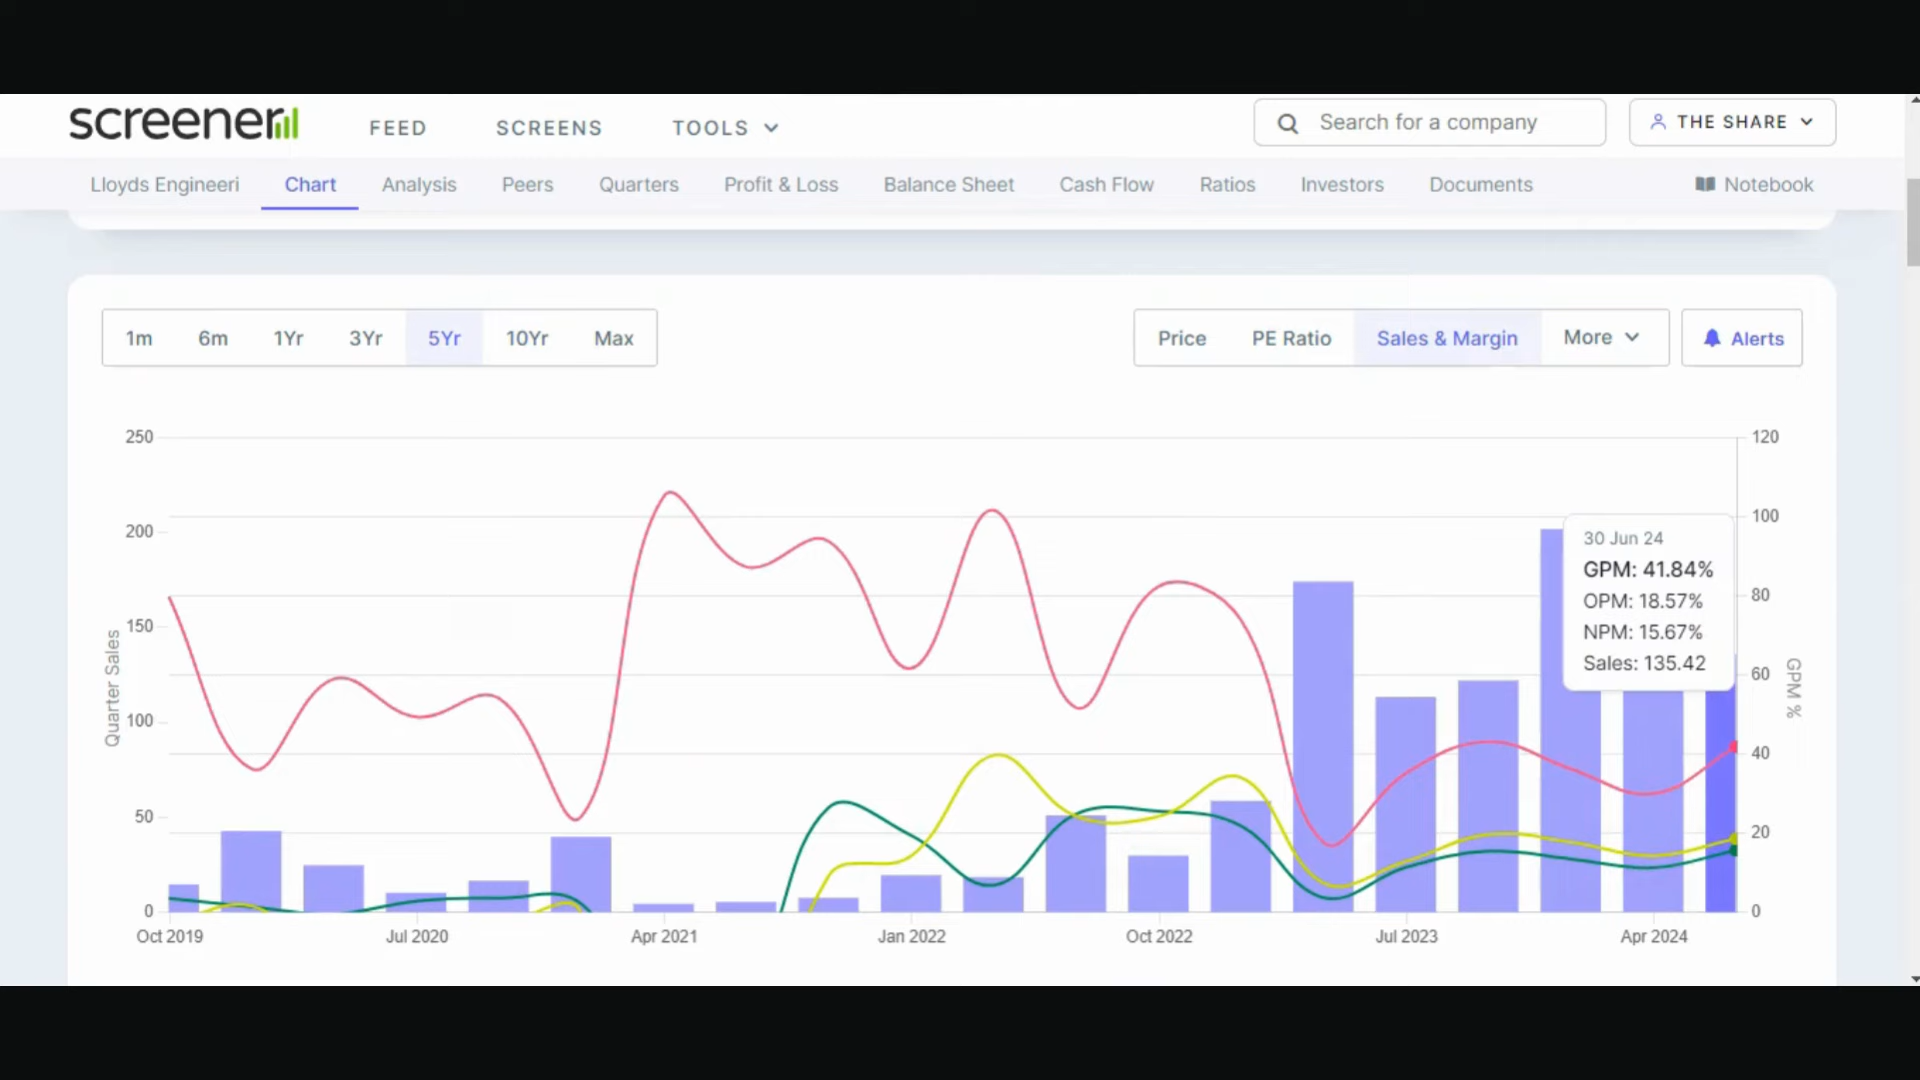 screener
FEED
SCREENS
TOOLS
Search for a company
THE SHARE
Lloyds Engineeri
Chart
Analysis
Peers
Quarters
Profit & Loss
Balance Sheet
Cash Flow
Ratios
Investors
Documents
Notebook
1m
6m
1Yr
3Yr
5Yr
10Yr
Max
Price
PE Ratio
Sales & Margin
More
Alerts
250
200
150
100
50
0
Quarter Sales
120
100
80
60
40
20
0
GPM %
30 Jun 24
GPM: 41.84%
OPM: 18.57%
NPM: 15.67%
Sales: 135.42
Oct 2019
Jul 2020
Apr 2021
Jan 2022
Oct 2022
Jul 2023
Apr 2024